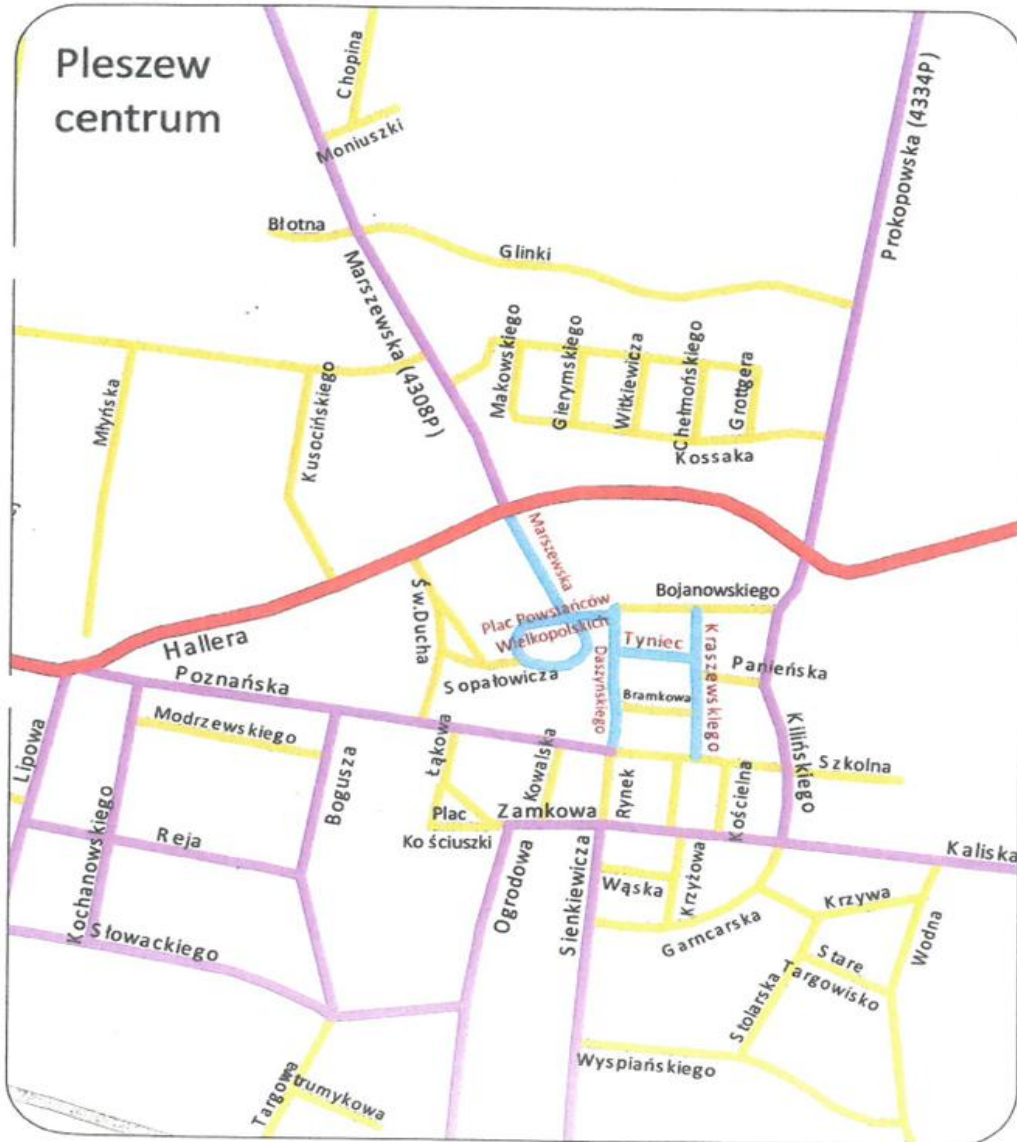 Pleszew
centrum
Chopina
Moniuszki
Prokopowska (4334P)
Błotna
Glinki
Marszewska (4308P)
Makowskiego
Gierymskiego
Witkiewicza
Chełmońskiego
Grottgera
Kossaka
Młyńska
Kusocińskiego
Marszewska
Bojanowskiego
Plac Powstańców
Wielkopolskich
Św.Ducha
Hallera
Tyniec
Kraszewskiego
Panieńska
Sopałowicza
Daszyńskiego
Bramkowa
Poznańska
Modrzewskiego
Lipowa
Kochanowskiego
Bogusza
Łąkowa
Kowalska
Rynek
Kościelna
Kilińskiego
Szkolna
Zamkowa
Plac
Kościuszki
Kaliska
Reja
Ogrodowa
Sienkiewicza
Wąska
Krzyżowa
Garncarska
Krzywa
Wodna
Słowackiego
Stare
Targowisko
Stolarska
Wyspiańskiego
Targowa